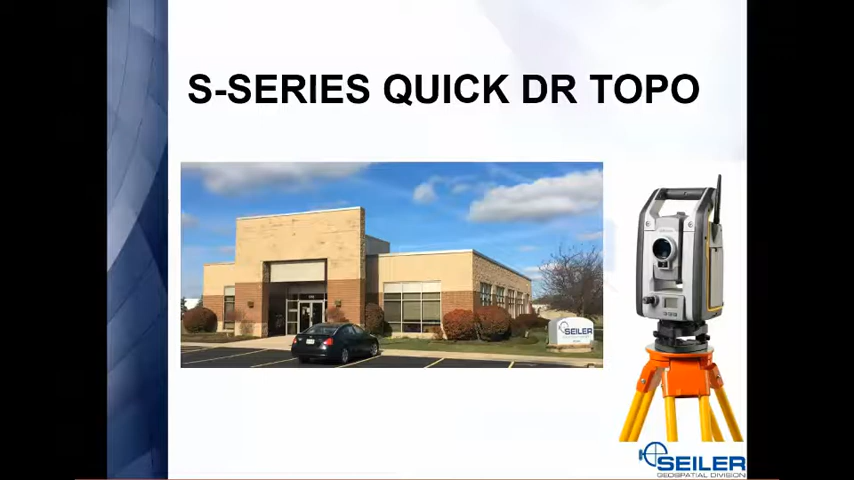 S-SERIES QUICK DR TOPO
SEILER
SEILER
GEOSPATIAL DIVISION